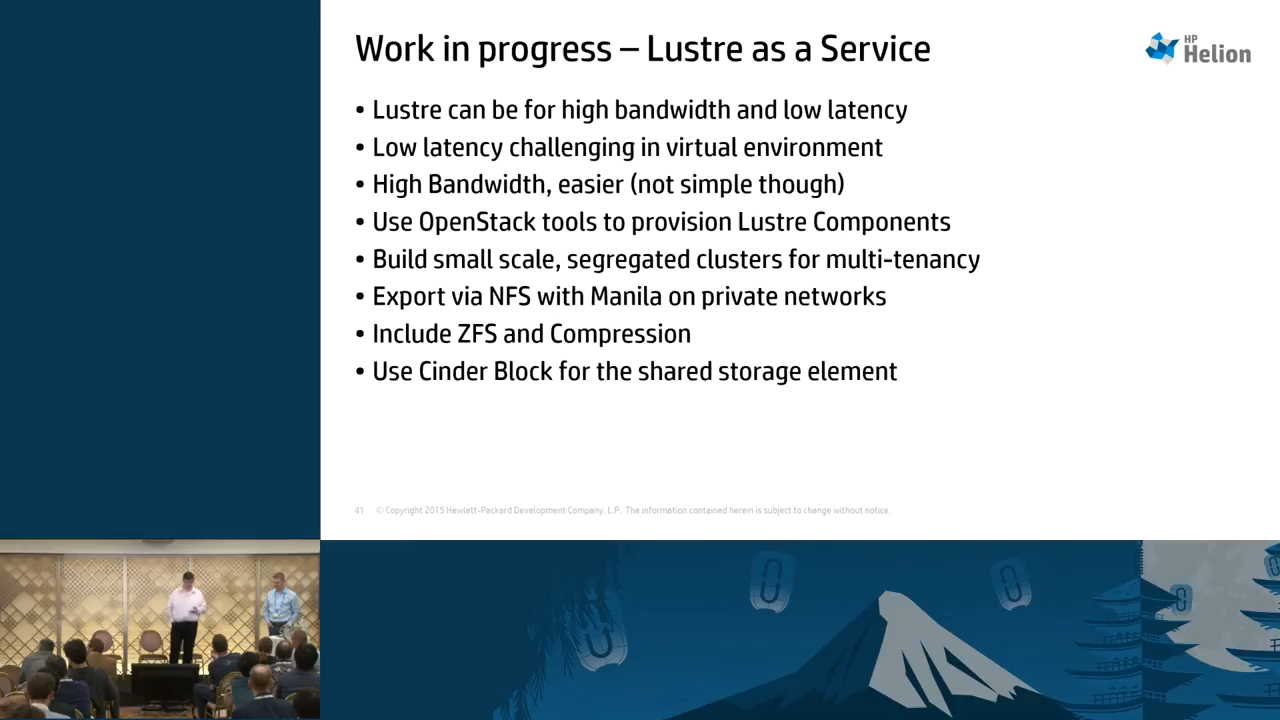 Work in progress – Lustre as a Service
HP
Helion
• Lustre can be for high bandwidth and low latency
• Low latency challenging in virtual environment
• High Bandwidth, easier (not simple though)
• Use OpenStack tools to provision Lustre Components
• Build small scale, segregated clusters for multi-tenancy
• Export via NFS with Manila on private networks
• Include ZFS and Compression
• Use Cinder Block for the shared storage element
41 © Copyright 2015 Hewlett-Packard Development Company, L.P. The information contained herein is subject to change without notice.